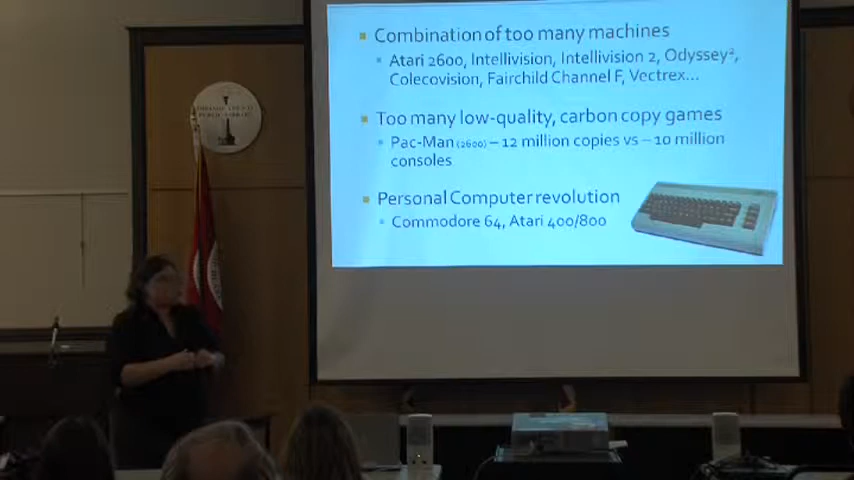 Combination of too many machines
Atari 2600, Intellivision, Intellivision 2, Odyssey²,
Colecovision, Fairchild Channel F, Vectrex...
Too many low-quality, carbon copy games
Pac-Man (2600) – 12 million copies vs ~ 10 million
consoles
Personal Computer revolution
Commodore 64, Atari 400/800
PUBLIC LIBRARY